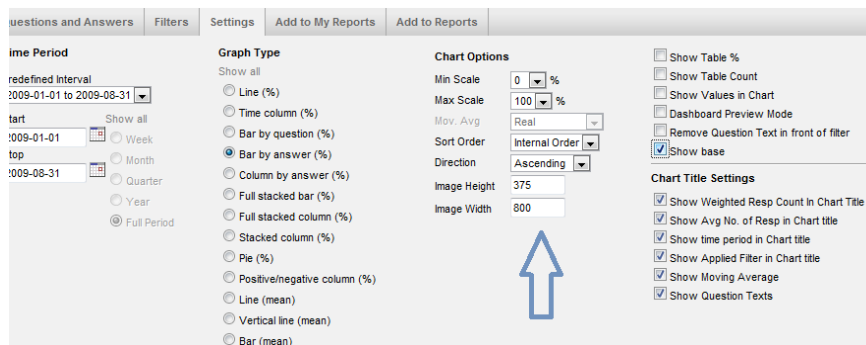 uestions and Answers Filters Settings Add to My Reports Add to Reports
ime Period
redefined Interval
2009-01-01 to 2009-08-31
tart
2009-01-01
top
2009-08-31
Show all
Week
Month
Quarter
Year
Full Period
Graph Type
Show all
Line (%)
Time column (%)
Bar by question (%)
Bar by answer (%)
Column by answer (%)
Full stacked bar (%)
Full stacked column (%)
Stacked column (%)
Pie (%)
Positive/negative column (%)
Line (mean)
Vertical line (mean)
Bar (mean)
Chart Options
Min Scale 0 %
Max Scale 100 %
Mov. Avg Real
Sort Order Internal Order
Direction Ascending
Image Height 375
Image Width 800
Show Table %
Show Table Count
Show Values in Chart
Dashboard Preview Mode
Remove Question Text in front of filter
Show base
Chart Title Settings
Show Weighted Resp Count In Chart Title
Show Avg No. of Resp in Chart title
Show time period in Chart title
Show Applied Filter in Chart title
Show Moving Average
Show Question Texts